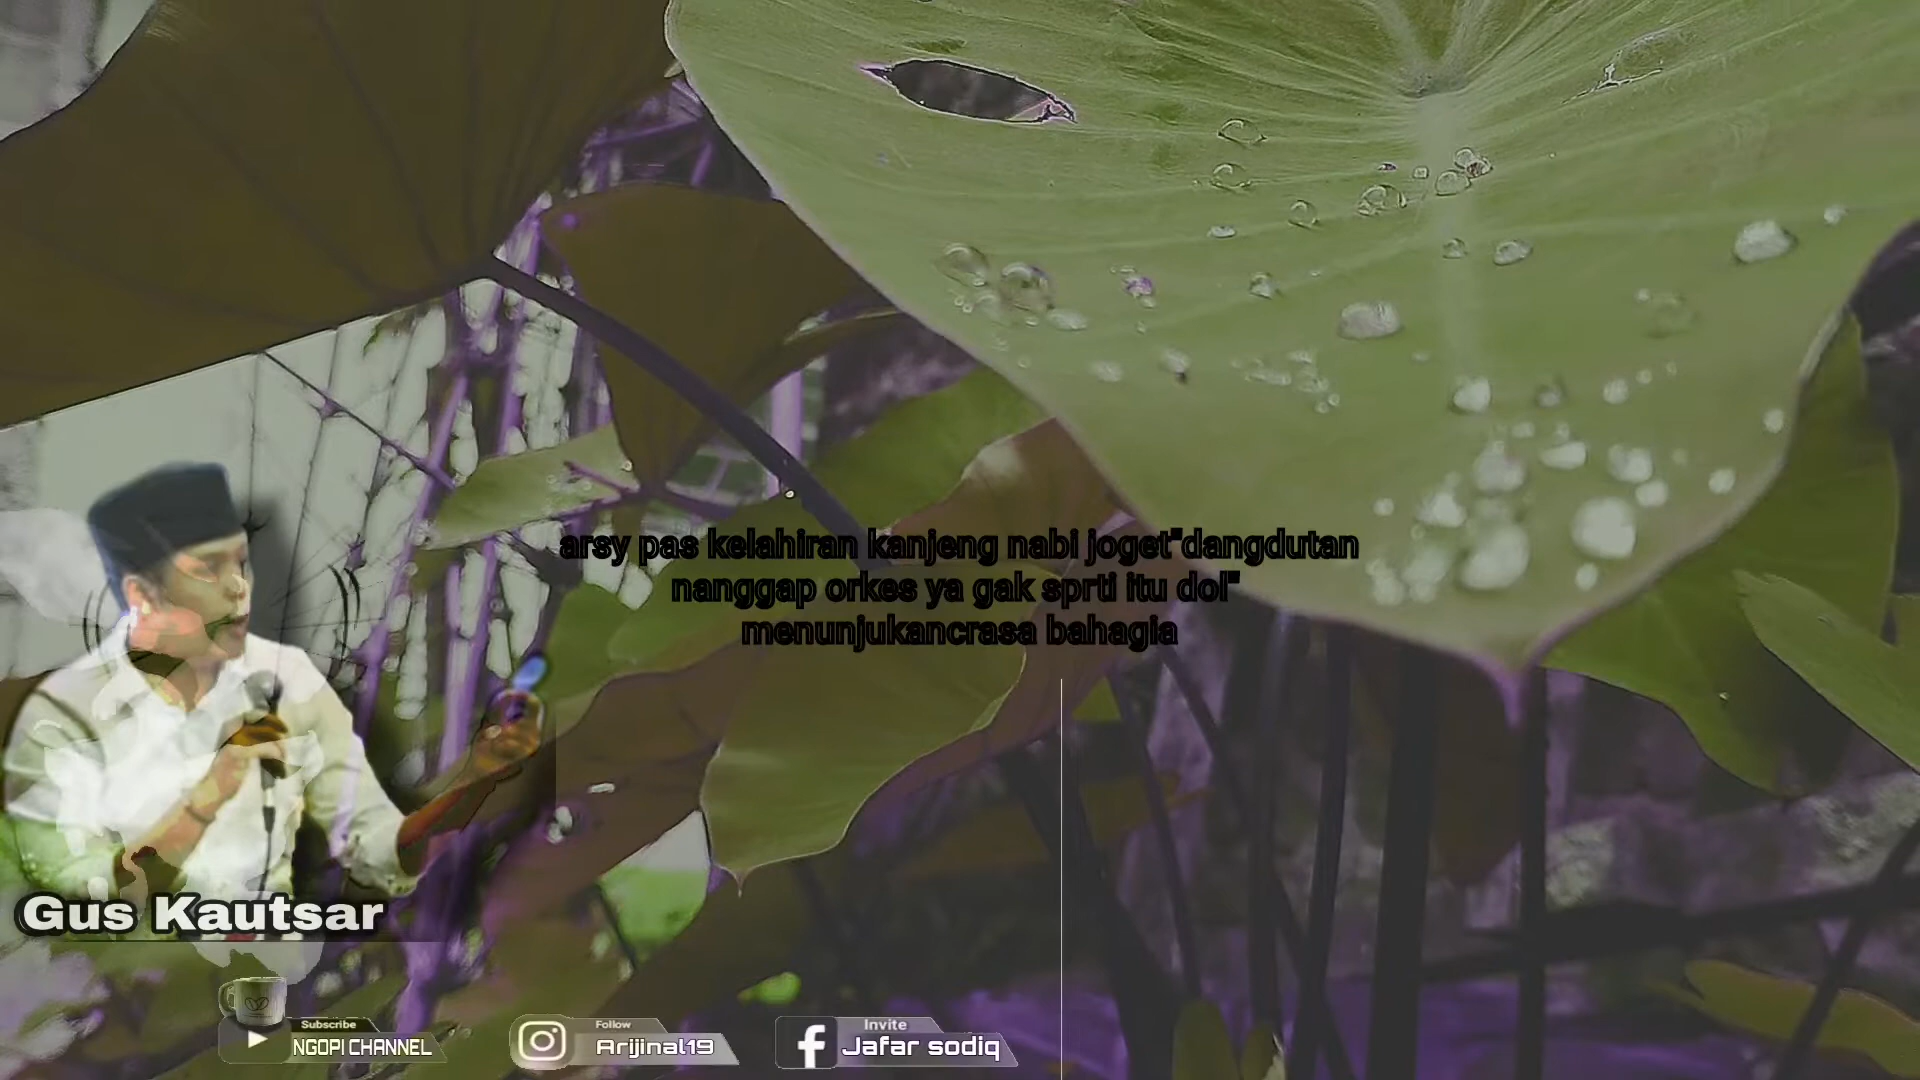 arsy pas kelahiran kanjeng nabi joget"dangdutan
nanggap orkes ya gak sprti itu dol"
menunjukancrasa bahagia
Gus Kautsar
Subscribe
NGOPI CHANNEL
Follow
Arijinal19
Invite
Jafar sodiq